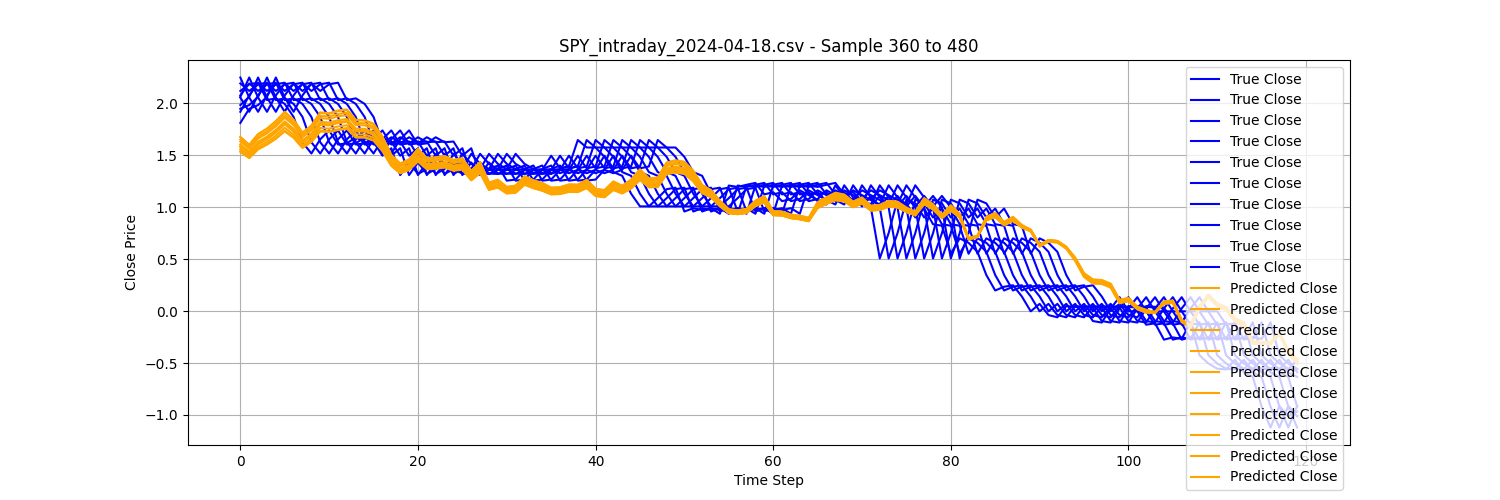 SPY_intraday_2024-04-18.csv - Sample 360 to 480
Close Price
2.0
1.5
1.0
0.5
0.0
−0.5
−1.0
0
20
40
60
80
100
120
Time Step
True Close
True Close
True Close
True Close
True Close
True Close
True Close
True Close
True Close
True Close
Predicted Close
Predicted Close
Predicted Close
Predicted Close
Predicted Close
Predicted Close
Predicted Close
Predicted Close
Predicted Close
Predicted Close